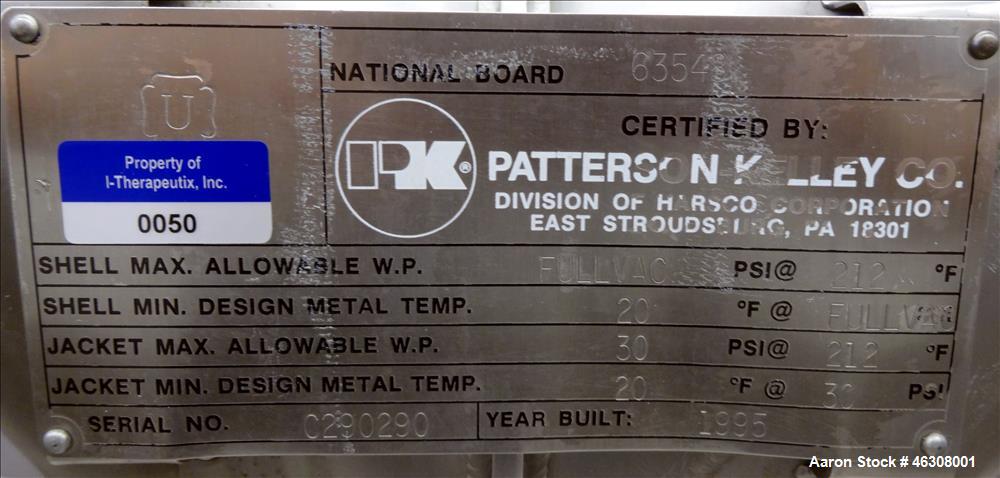 NATIONAL BOARD 6354
U
CERTIFIED BY:
PK®
PATTERSON KELLEY CO.
DIVISION OF HARSCO CORPORATION
EAST STROUDSBURG, PA 18301
Property of
I-Therapeutix, Inc.
0050
SHELL MAX. ALLOWABLE W.P. FULLVAC PSI@ 212 °F
SHELL MIN. DESIGN METAL TEMP. 20 °F @ FULLVAC
JACKET MAX. ALLOWABLE W.P. 30 PSI@ 212 °F
JACKET MIN. DESIGN METAL TEMP. 20 °F @ 30 PSI
SERIAL NO. C290290 YEAR BUILT: 1995
Aaron Stock # 46308001